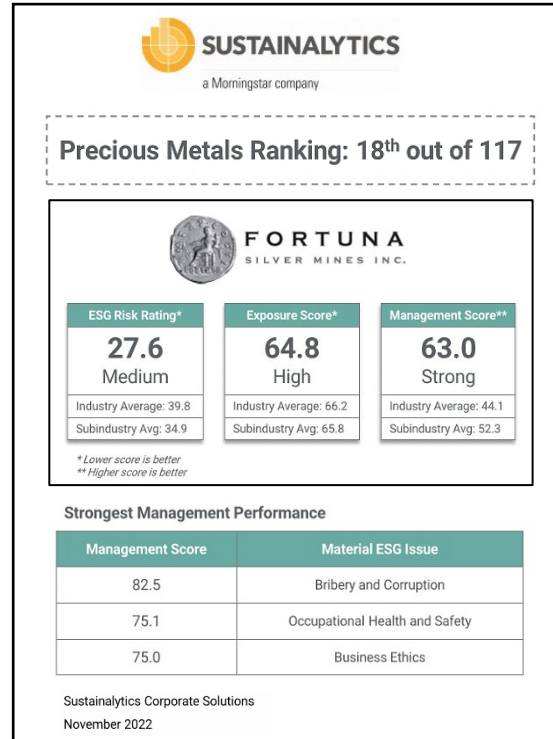 SUSTAINALYTICS
a Morningstar company
Precious Metals Ranking: 18th out of 117
FORTUNA
SILVER MINES INC.
ESG Risk Rating*
27.6
Medium
Industry Average: 39.8
Subindustry Avg: 34.9
Exposure Score*
64.8
High
Industry Average: 66.2
Subindustry Avg: 65.8
Management Score**
63.0
Strong
Industry Average: 44.1
Subindustry Avg: 52.3
* Lower score is better
** Higher score is better
Strongest Management Performance
Management Score Material ESG Issue
82.5 Bribery and Corruption
75.1 Occupational Health and Safety
75.0 Business Ethics
Sustainalytics Corporate Solutions
November 2022